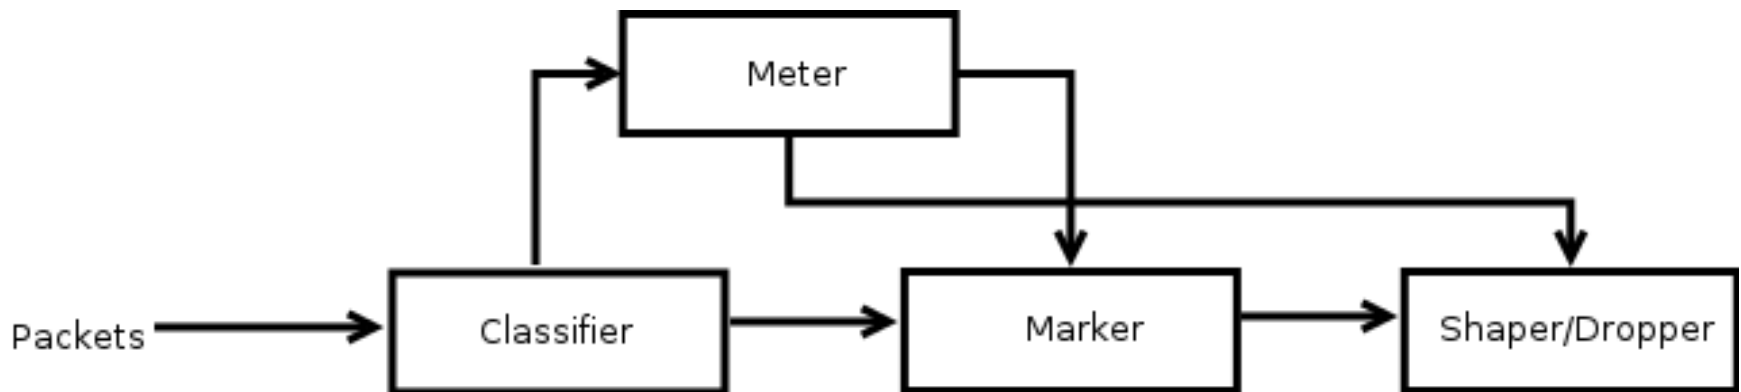 Meter
Packets
Classifier
Marker
Shaper/Dropper